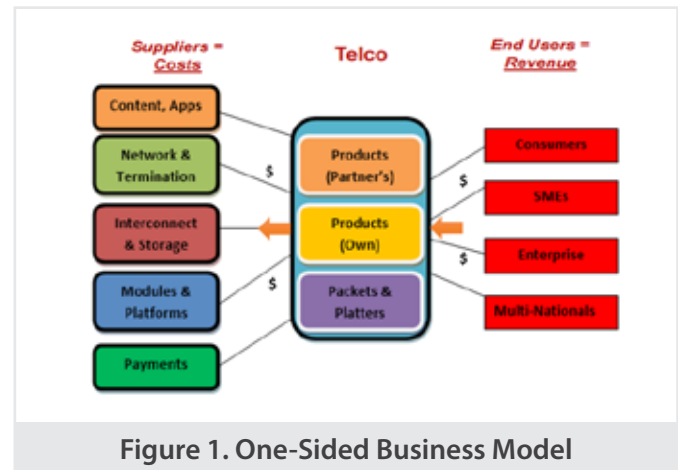 Suppliers =
Costs
Telco
End Users =
Revenue
Content, Apps
Network &
Termination
Interconnect
& Storage
Modules &
Platforms
Payments
$
$
Products
(Partner's)
Products
(Own)
Packets &
Platters
$
$
Consumers
SMEs
Enterprise
Multi-Nationals
Figure 1. One-Sided Business Model